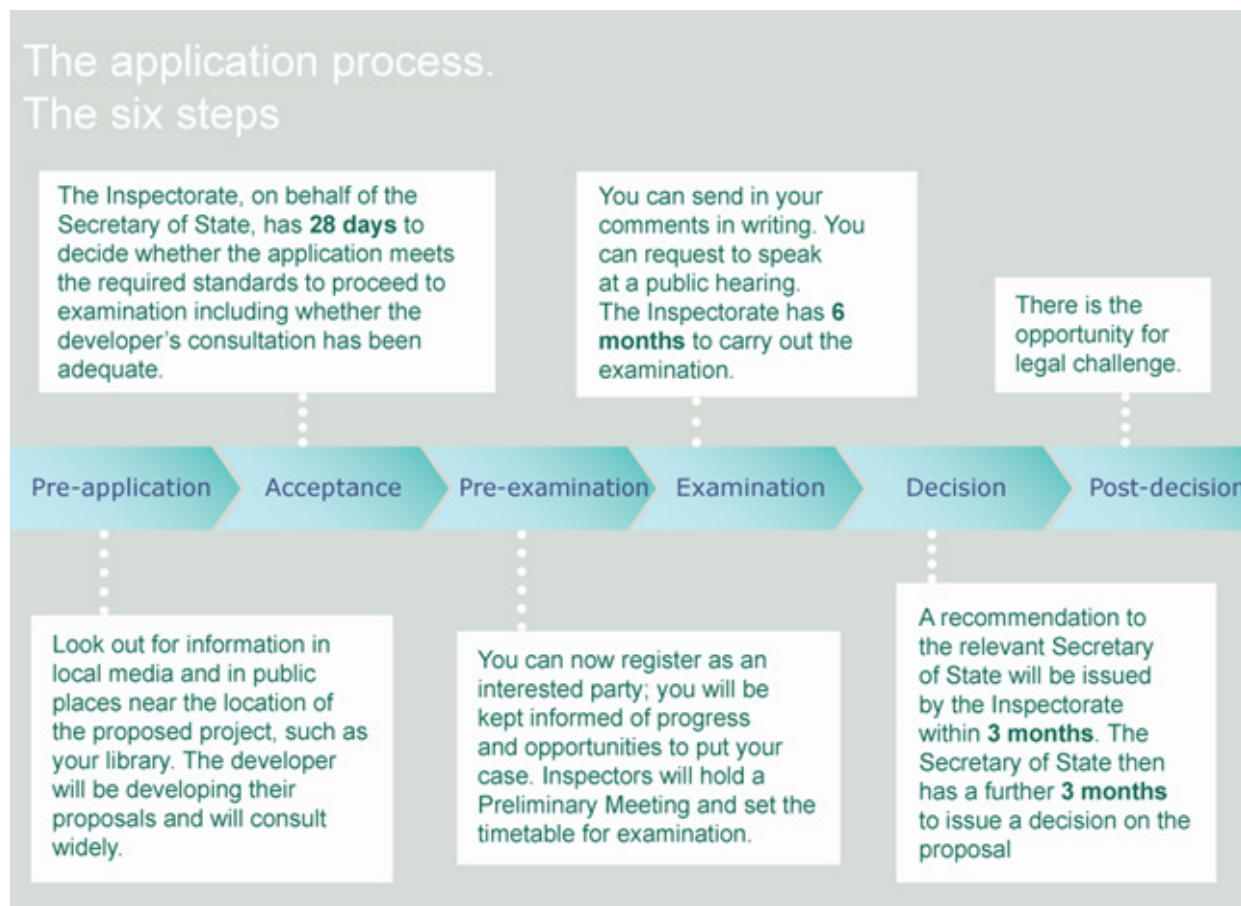 The application process.
The six steps
The Inspectorate, on behalf of the
Secretary of State, has 28 days to
decide whether the application meets
the required standards to proceed to
examination including whether the
developer's consultation has been
adequate.
You can send in your
comments in writing. You
can request to speak
at a public hearing.
The Inspectorate has 6
months to carry out the
examination.
There is the
opportunity for
legal challenge.
Pre-application
Acceptance
Pre-examination
Examination
Decision
Post-decision
Look out for information in
local media and in public
places near the location of
the proposed project, such as
your library. The developer
will be developing their
proposals and will consult
widely.
You can now register as an
interested party; you will be
kept informed of progress
and opportunities to put your
case. Inspectors will hold a
Preliminary Meeting and set the
timetable for examination.
A recommendation to
the relevant Secretary
of State will be issued
by the Inspectorate
within 3 months. The
Secretary of State then
has a further 3 months
to issue a decision on the
proposal